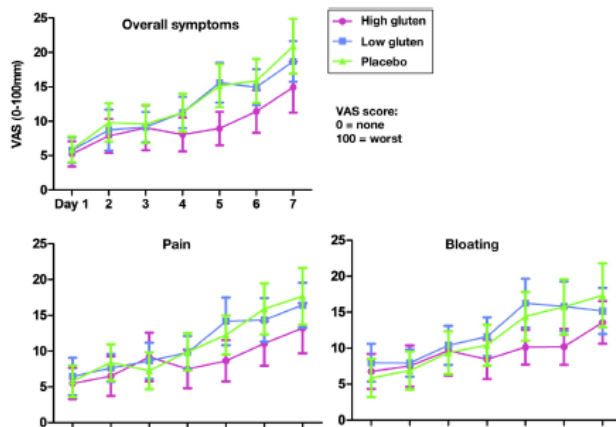 Overall symptoms
High gluten
Low gluten
Placebo
VAS score:
0 = none
100 = worst
VAS (0-100mm)
25
20
15
10
5
0
Day 1 2 3 4 5 6 7
Pain
25
20
15
10
5
0
Bloating
25
20
15
10
5
0